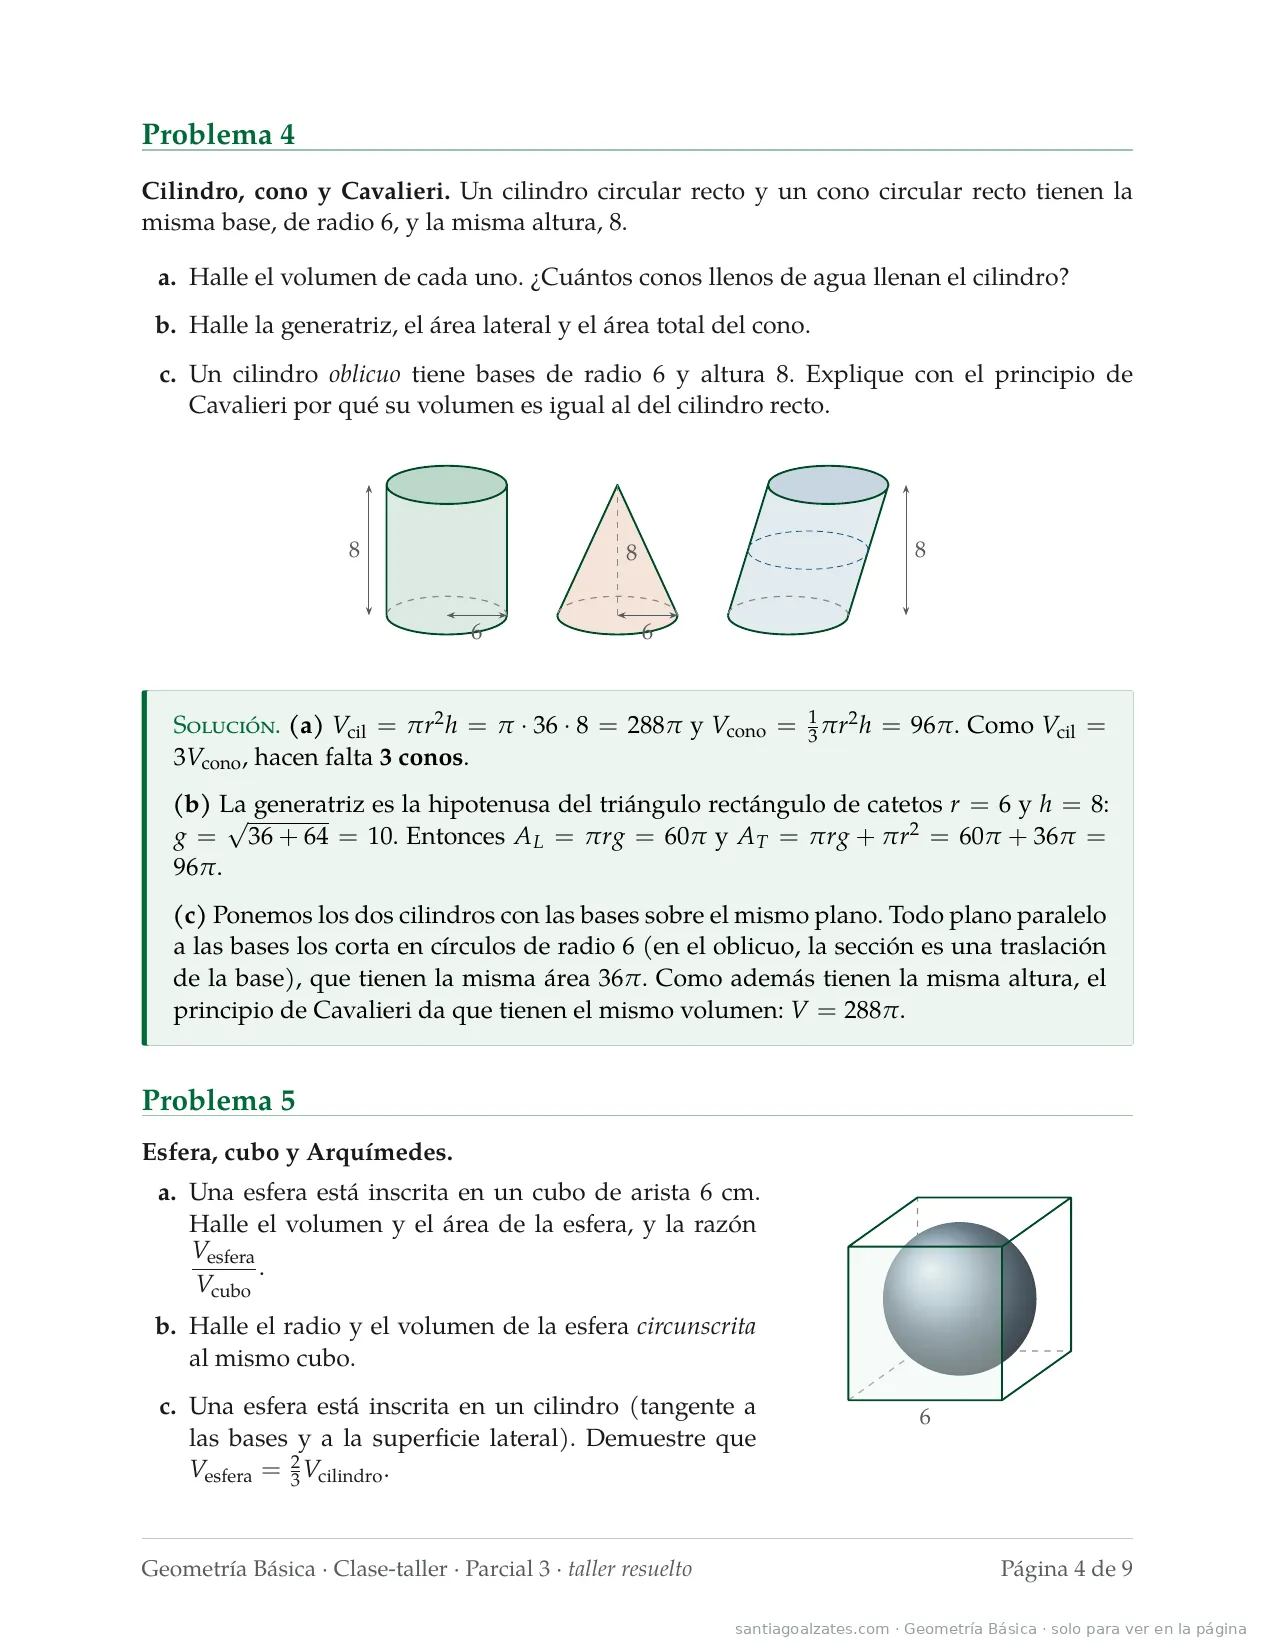 Problema 4
Cilindro, cono y Cavalieri. Un cilindro circular recto y un cono circular recto tienen la
misma base, de radio 6, y la misma altura, 8.
a. Halle el volumen de cada uno. ¿Cuántos conos llenos de agua llenan el cilindro?
b. Halle la generatriz, el área lateral y el área total del cono.
c. Un cilindro oblicuo tiene bases de radio 6 y altura 8. Explique con el principio de
Cavalieri por qué su volumen es igual al del cilindro recto.
8 8 8
6 6
SOLUCIÓN. (a) V_cil = πr²h = π · 36 · 8 = 288π y V_cono = 1/3 πr²h = 96π. Como V_cil =
3V_cono, hacen falta 3 conos.
(b) La generatriz es la hipotenusa del triángulo rectángulo de catetos r = 6 y h = 8:
g = √(36 + 64) = 10. Entonces A_L = πrg = 60π y A_T = πrg + πr² = 60π + 36π =
96π.
(c) Ponemos los dos cilindros con las bases sobre el mismo plano. Todo plano paralelo
a las bases los corta en círculos de radio 6 (en el oblicuo, la sección es una traslación
de la base), que tienen la misma área 36π. Como además tienen la misma altura, el
principio de Cavalieri da que tienen el mismo volumen: V = 288π.
Problema 5
Esfera, cubo y Arquímedes.
a. Una esfera está inscrita en un cubo de arista 6 cm.
Halle el volumen y el área de la esfera, y la razón
V_esfera/V_cubo.
b. Halle el radio y el volumen de la esfera circunscrita
al mismo cubo.
c. Una esfera está inscrita en un cilindro (tangente a
las bases y a la superficie lateral). Demuestre que
V_esfera = 2/3 V_cilindro.
6
Geometría Básica · Clase-taller · Parcial 3 · taller resuelto Página 4 de 9
santiagoalzates.com · Geometría Básica · solo para ver en la página